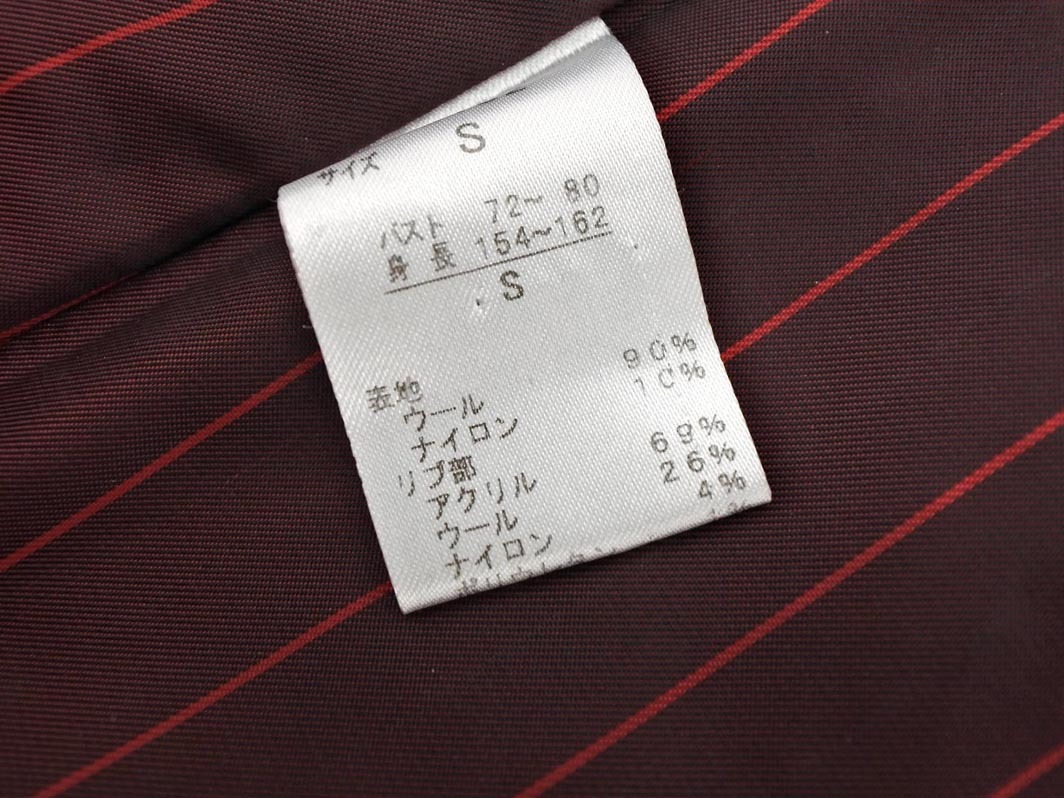 サイズ S
バスト 72~ 80
身 長 154~162
. S
表地
ウール 90%
ナイロン 10%
リブ部
アクリル 69%
ウール 26%
ナイロン 4%